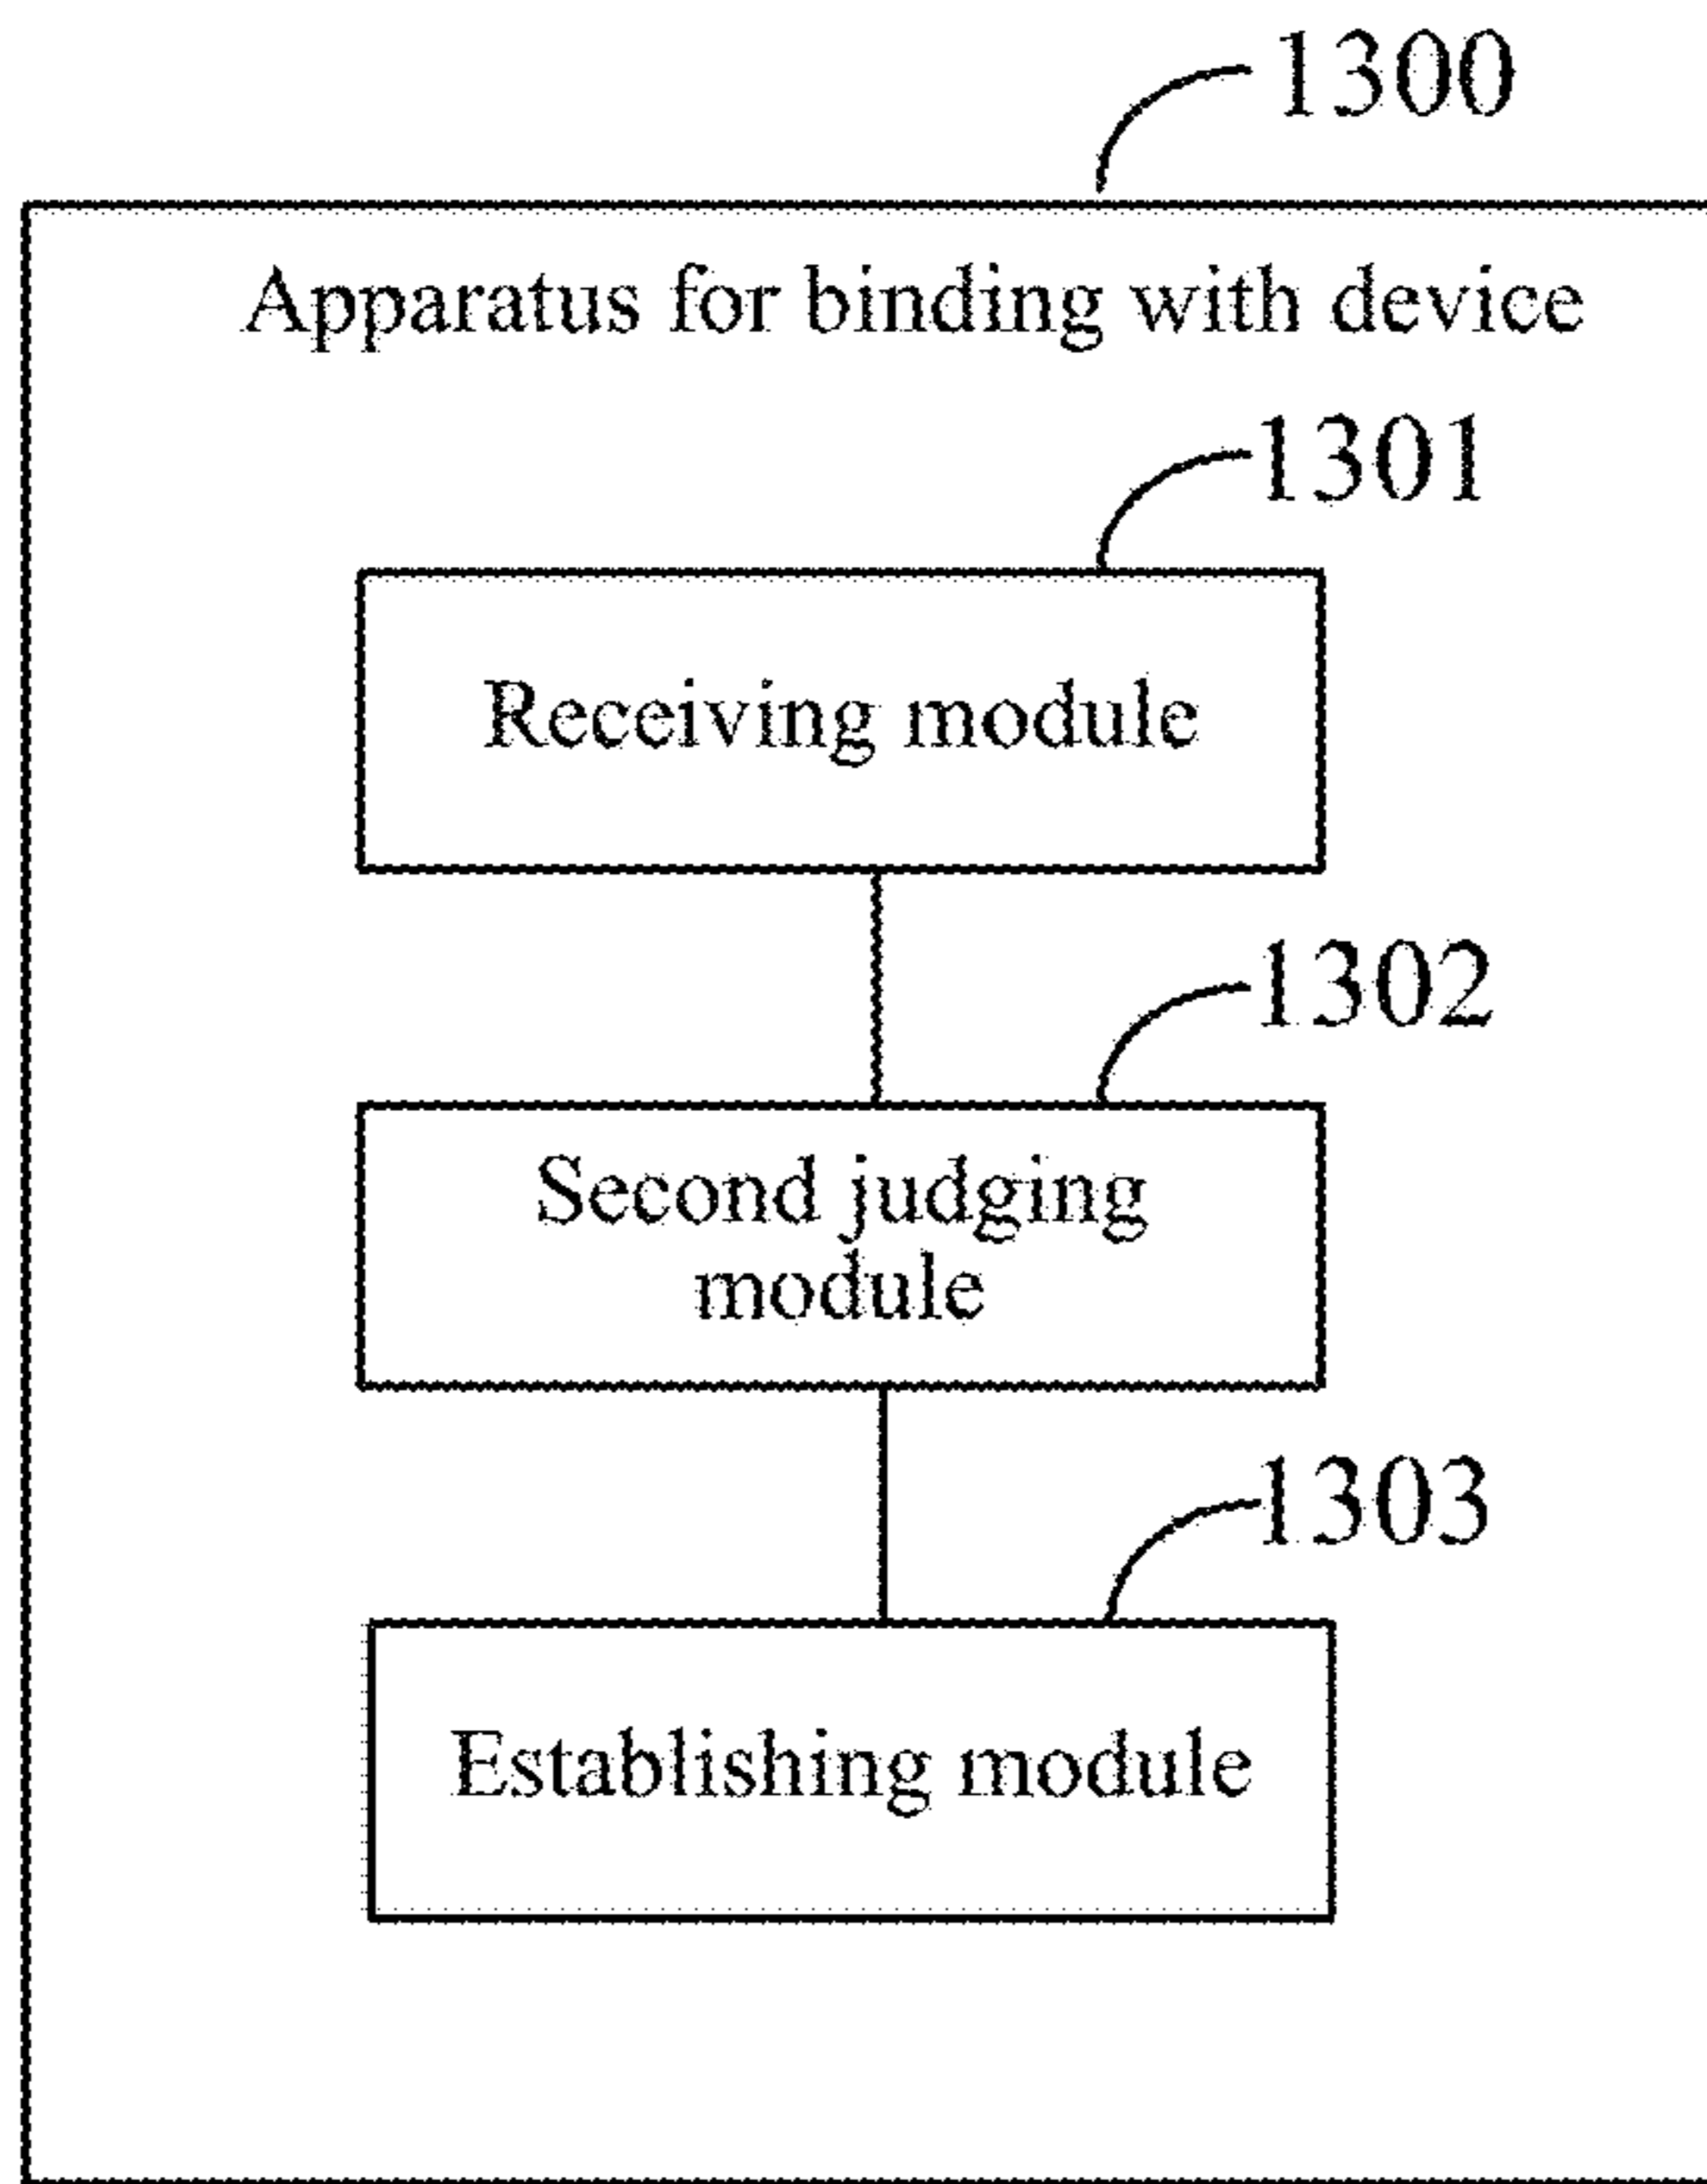 1300
Apparatus for binding with device
1301
Receiving module
1302
Second judging
module
1303
Establishing module